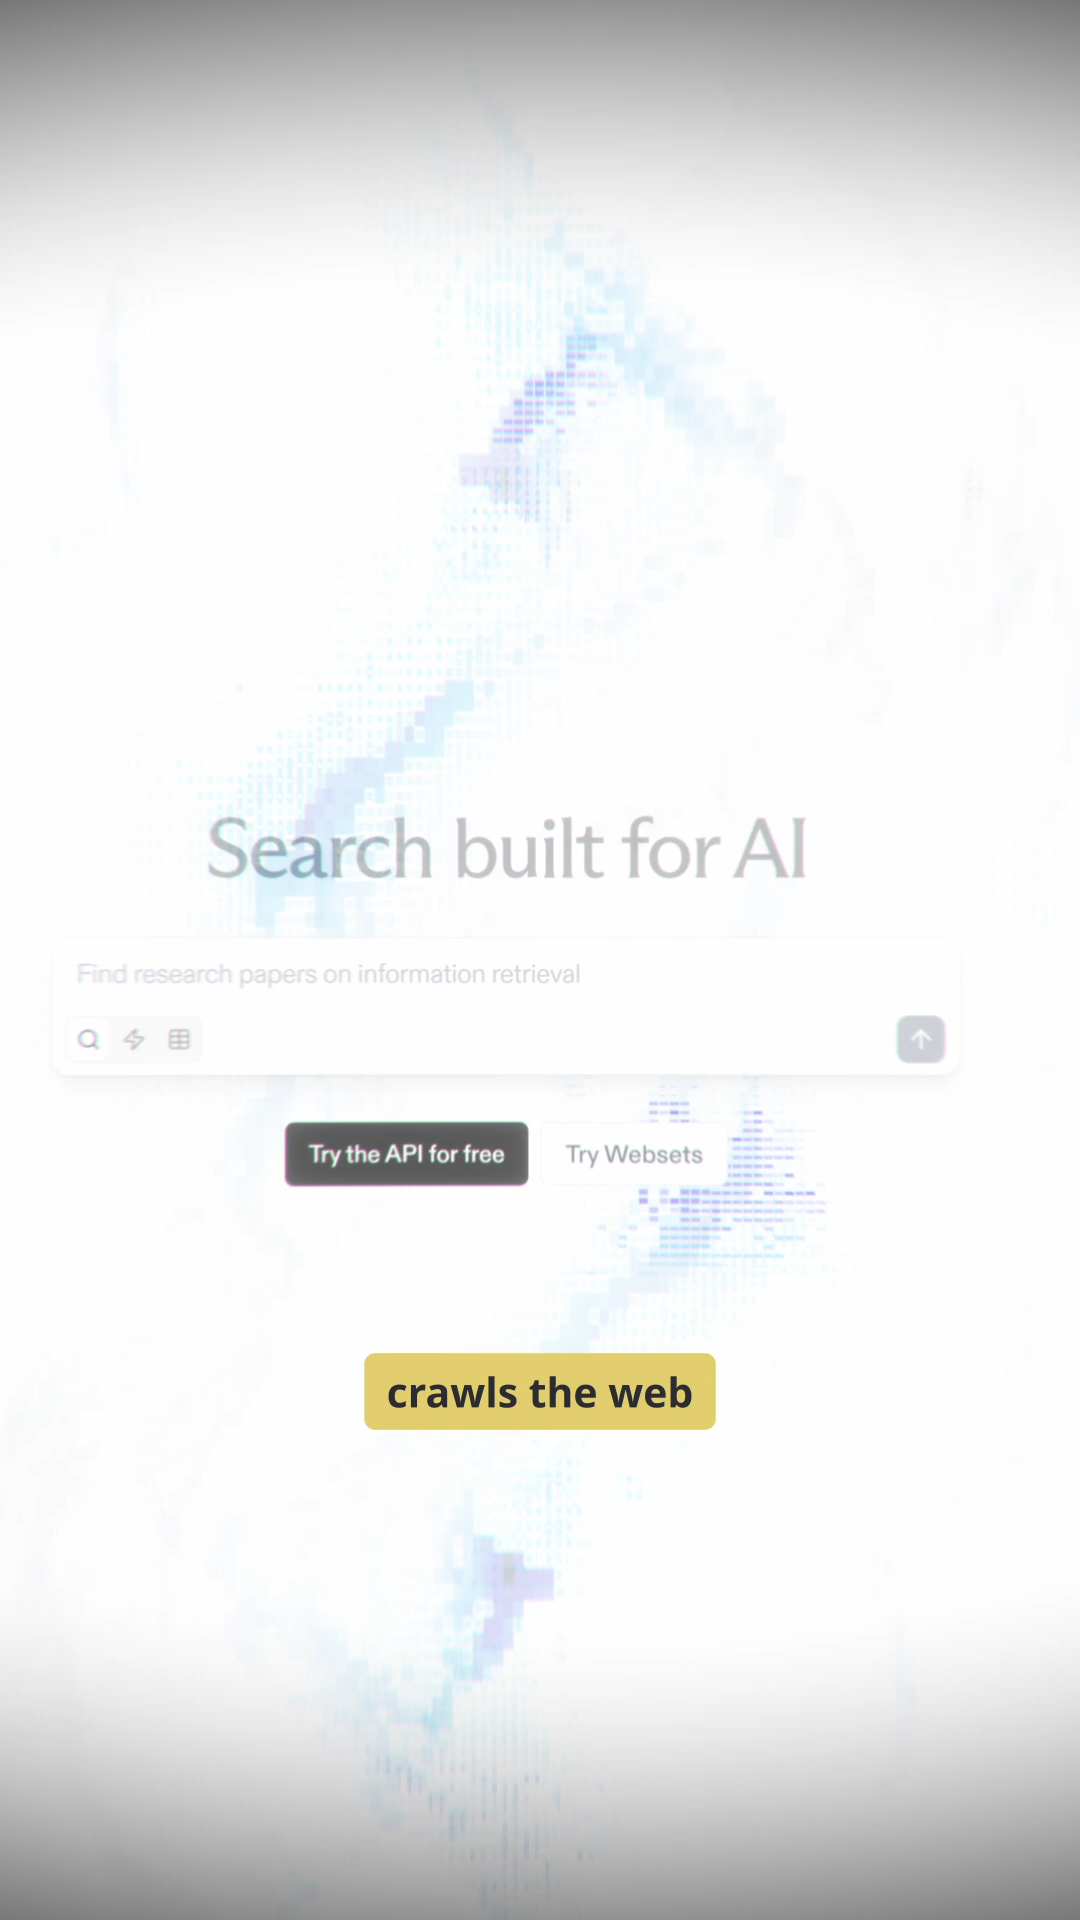 Search built for AI
Find research papers on information retrieval
Try the API for free
Try Websets
crawls the web